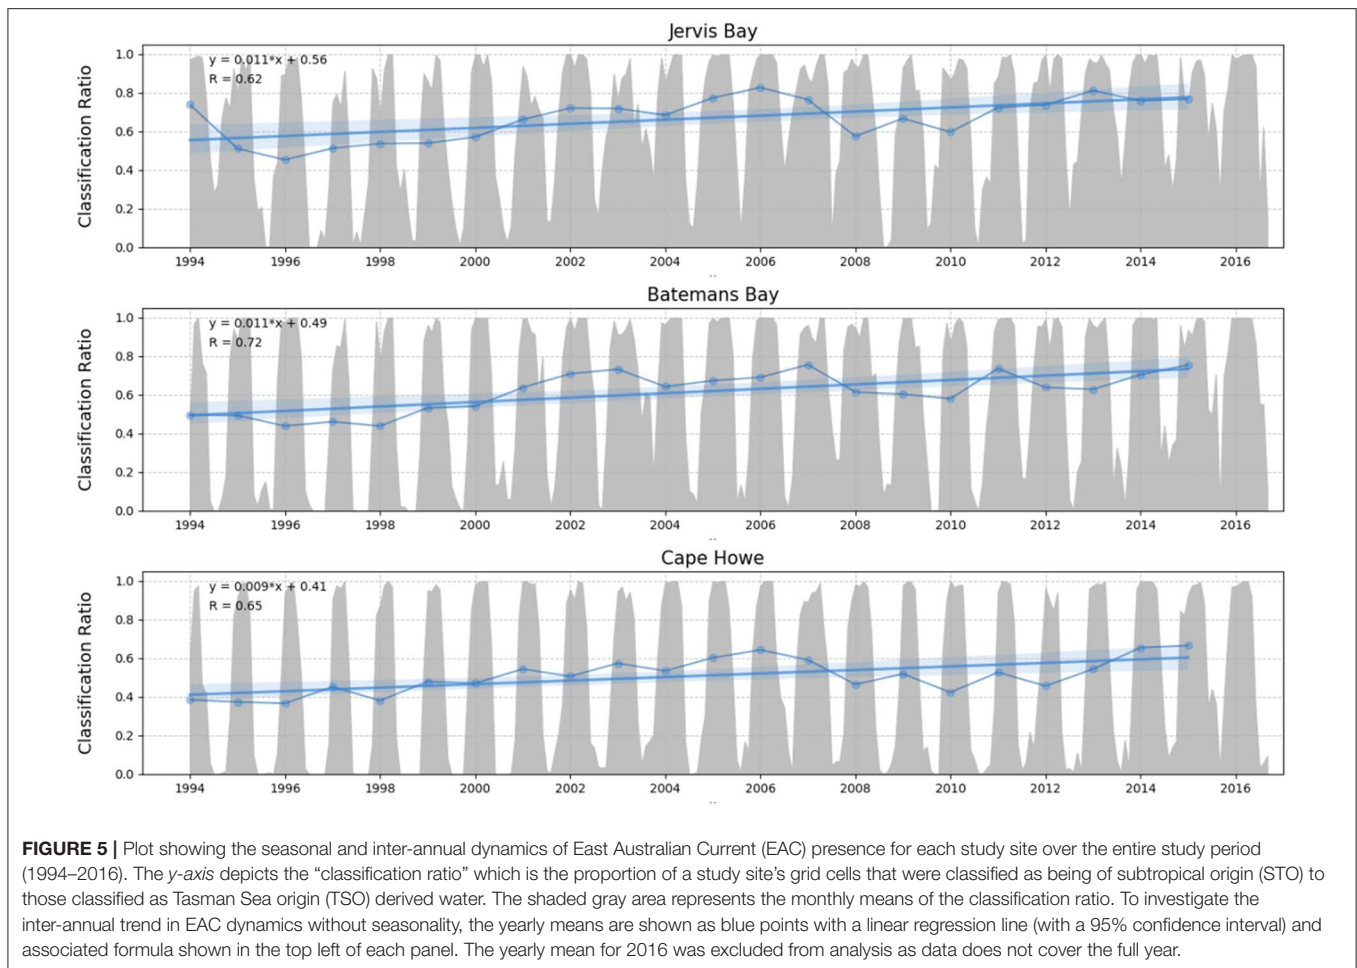 Jervis Bay
Classification Ratio
1.0
0.8
0.6
0.4
0.2
0.0
y = 0.011*x + 0.56
R = 0.62
1994 1996 1998 2000 2002 2004 2006 2008 2010 2012 2014 2016
Batemans Bay
Classification Ratio
1.0
0.8
0.6
0.4
0.2
0.0
y = 0.011*x + 0.49
R = 0.72
1994 1996 1998 2000 2002 2004 2006 2008 2010 2012 2014 2016
Cape Howe
Classification Ratio
1.0
0.8
0.6
0.4
0.2
0.0
y = 0.009*x + 0.41
R = 0.65
1994 1996 1998 2000 2002 2004 2006 2008 2010 2012 2014 2016
FIGURE 5 | Plot showing the seasonal and inter-annual dynamics of East Australian Current (EAC) presence for each study site over the entire study period
(1994–2016). The y-axis depicts the “classification ratio” which is the proportion of a study site’s grid cells that were classified as being of subtropical origin (STO) to
those classified as Tasman Sea origin (TSO) derived water. The shaded gray area represents the monthly means of the classification ratio. To investigate the
inter-annual trend in EAC dynamics without seasonality, the yearly means are shown as blue points with a linear regression line (with a 95% confidence interval) and
associated formula shown in the top left of each panel. The yearly mean for 2016 was excluded from analysis as data does not cover the full year.